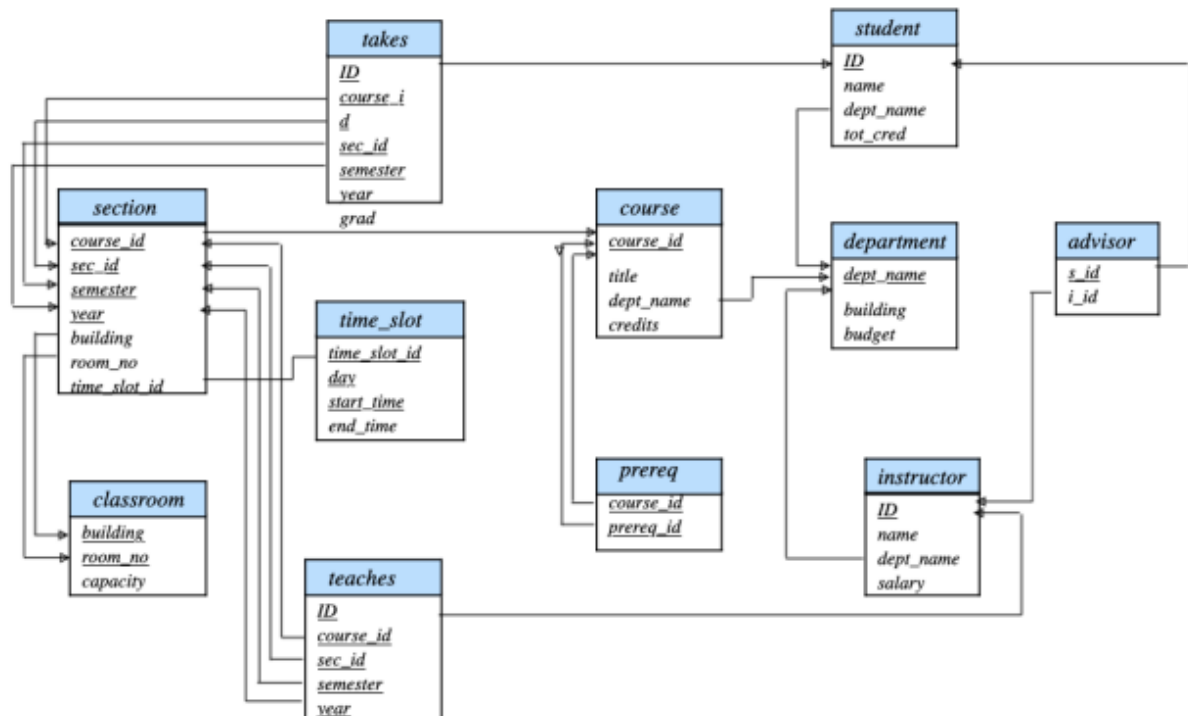 takes
ID
course_i
d
sec_id
semester
year
grad
student
ID
name
dept_name
tot_cred
section
course_id
sec_id
semester
year
building
room_no
time_slot_id
course
course_id
title
dept_name
credits
department
dept_name
building
budget
advisor
s_id
i_id
time_slot
time_slot_id
day
start_time
end_time
prereq
course_id
prereq_id
instructor
ID
name
dept_name
salary
classroom
building
room_no
capacity
teaches
ID
course_id
sec_id
semester
year